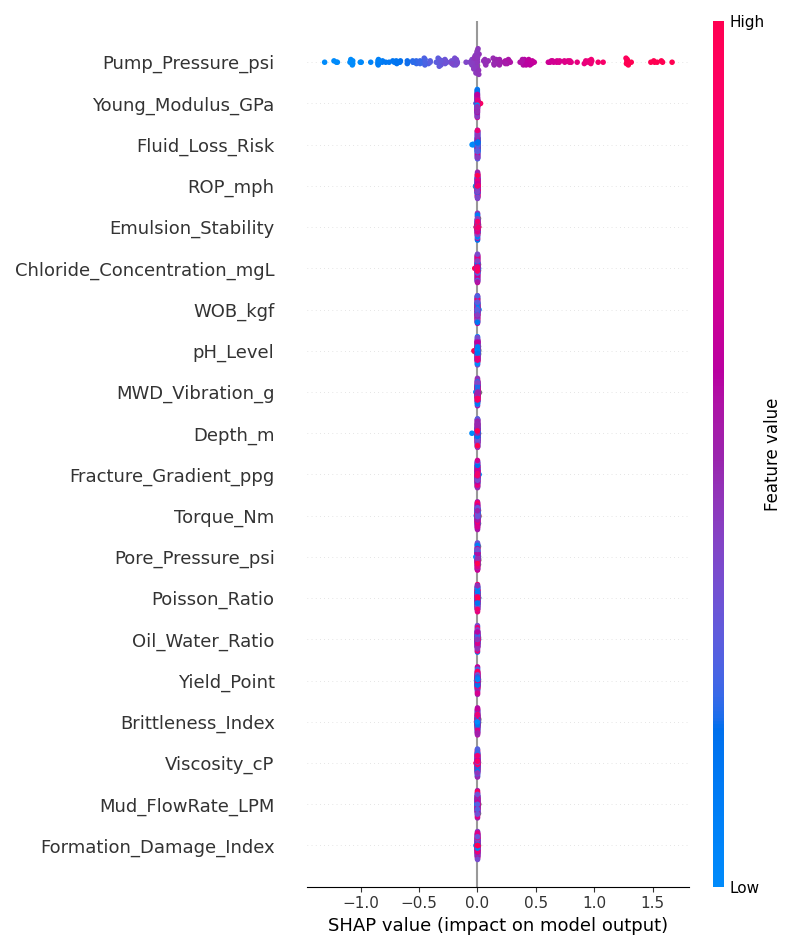 High
Pump_Pressure_psi
Young_Modulus_GPa
Fluid_Loss_Risk
ROP_mph
Emulsion_Stability
Chloride_Concentration_mgL
WOB_kgf
pH_Level
MWD_Vibration_g
Depth_m
Fracture_Gradient_ppg
Torque_Nm
Pore_Pressure_psi
Poisson_Ratio
Oil_Water_Ratio
Yield_Point
Brittleness_Index
Viscosity_cP
Mud_FlowRate_LPM
Formation_Damage_Index
Feature value
Low
−1.0 −0.5 0.0 0.5 1.0 1.5
SHAP value (impact on model output)